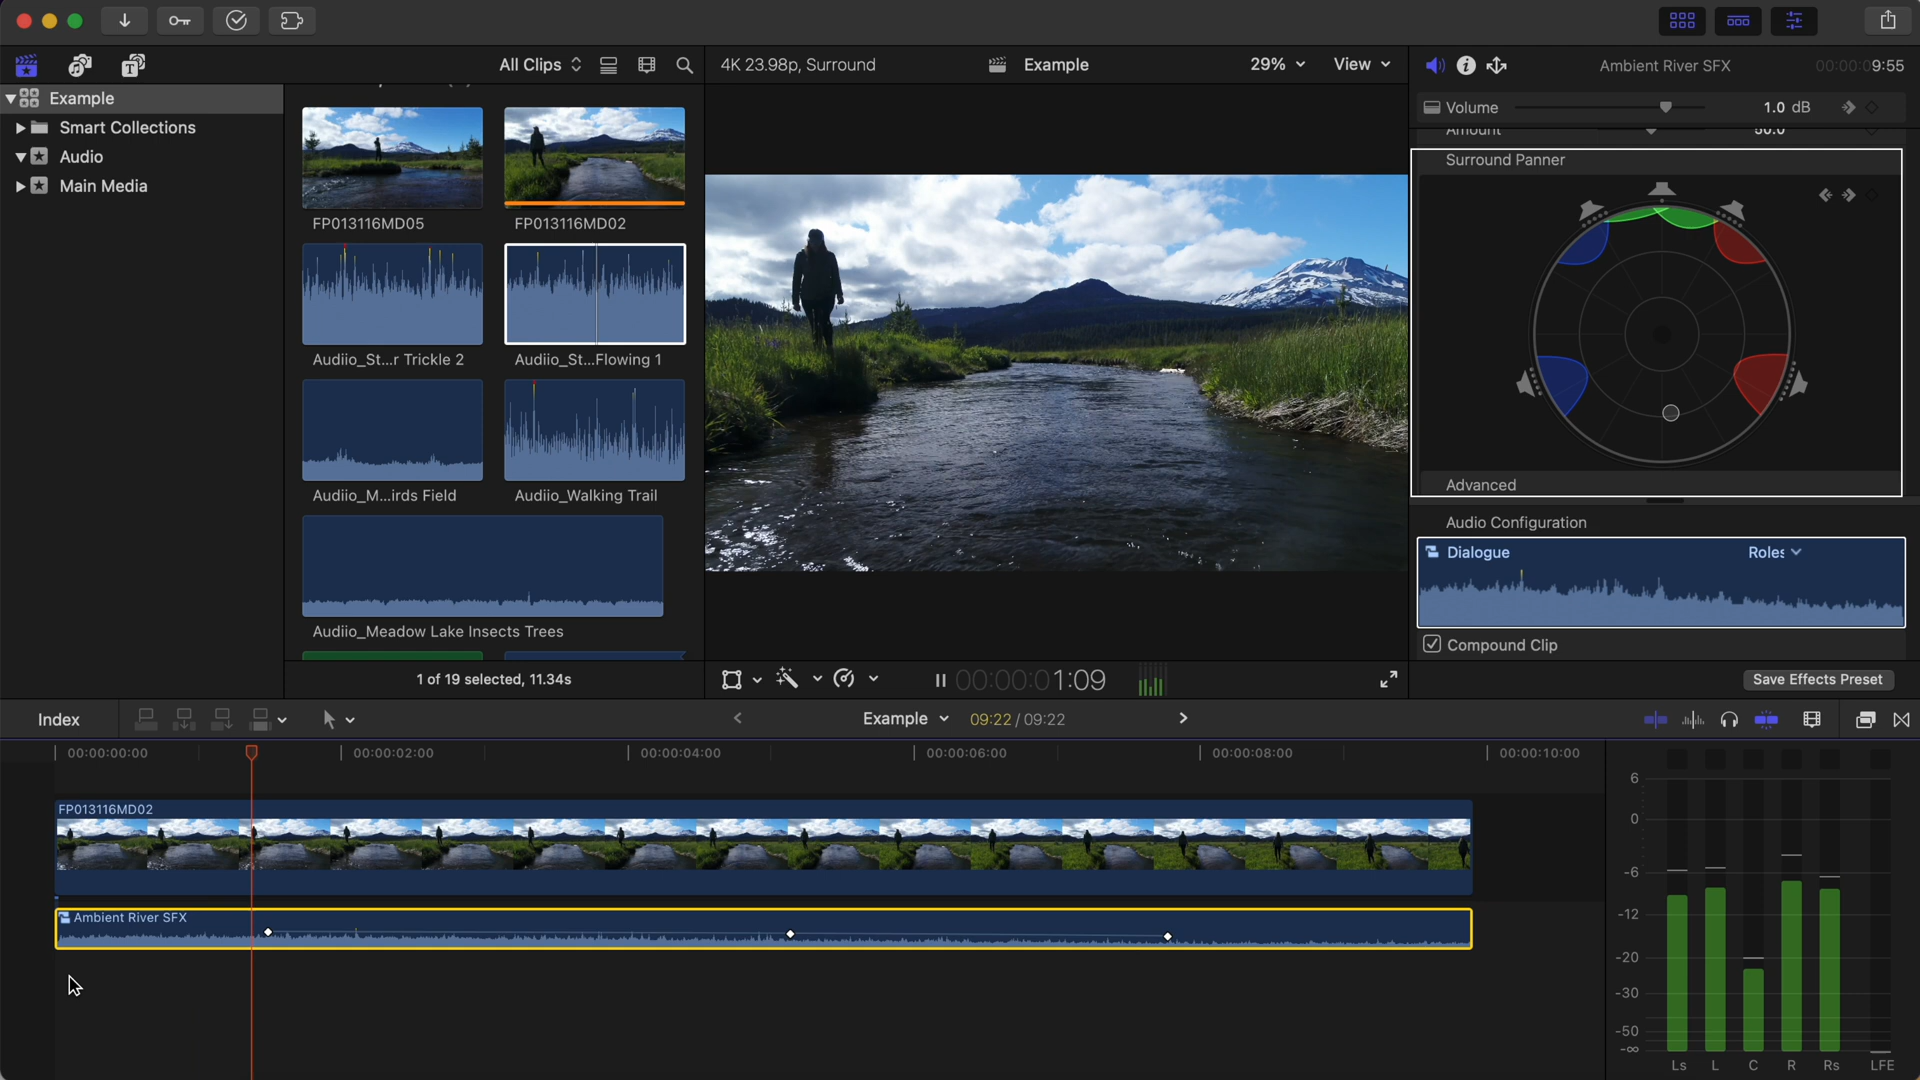 All Clips
4K 23.98p, Surround
Example
29%
View
Ambient River SFX
00:00:09:55
Example
Smart Collections
Audio
Main Media
FP013116MD05
FP013116MD02
Audiio_St...r Trickle 2
Audiio_St...Flowing 1
Audiio_M...irds Field
Audiio_Walking Trail
Audiio_Meadow Lake Insects Trees
1 of 19 selected, 11.34s
00:00:01:09
Volume
1.0 dB
Amount
50.0
Surround Panner
Advanced
Audio Configuration
Dialogue
Roles
Compound Clip
Save Effects Preset
Index
Example
09:22 / 09:22
00:00:00:00
00:00:02:00
00:00:04:00
00:00:06:00
00:00:08:00
00:00:10:00
FP013116MD02
Ambient River SFX
6
0
-6
-12
-20
-30
-50
-∞
Ls L C R Rs LFE